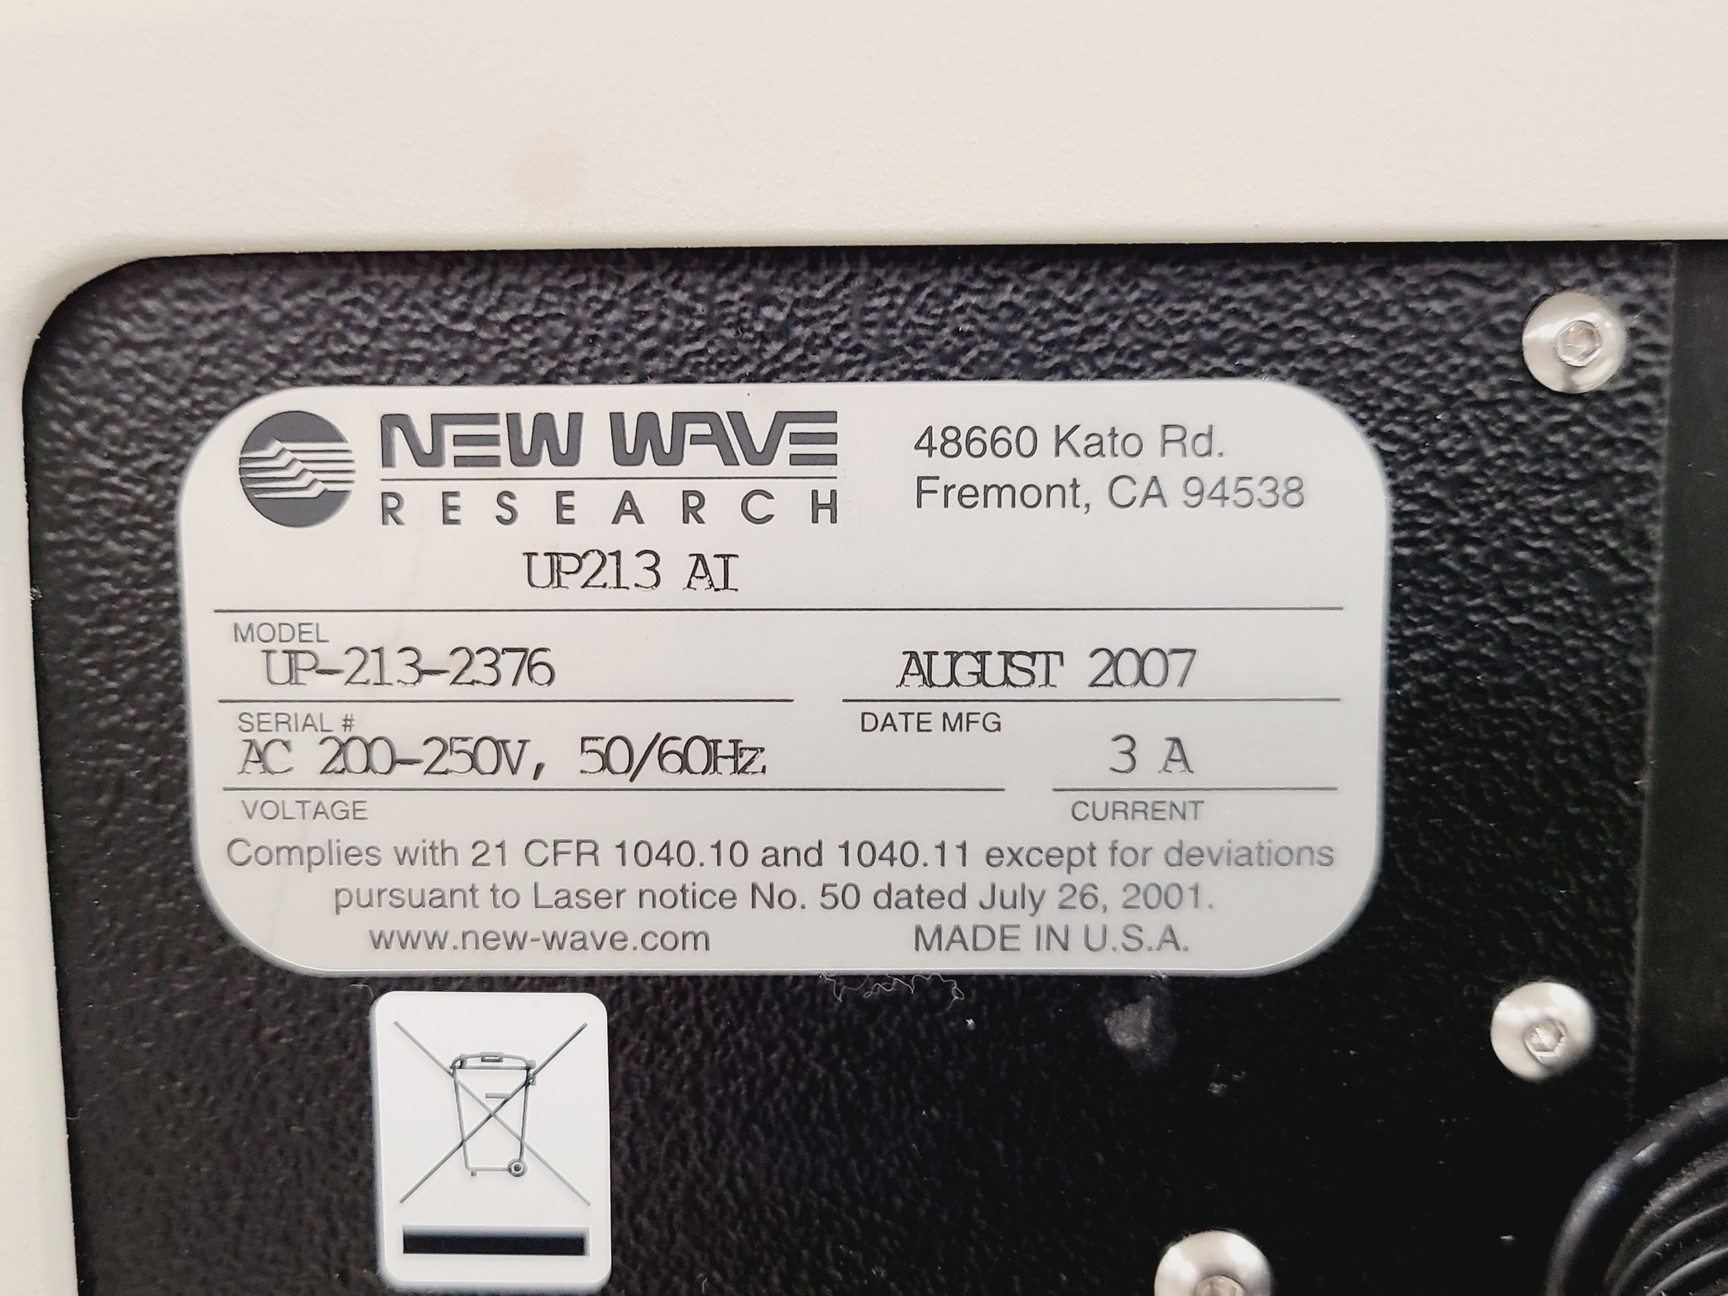 NEW WAVE
RESEARCH
48660 Kato Rd.
Fremont, CA 94538
UP213 AI
MODEL
UP-213-2376
AUGUST 2007
SERIAL #
DATE MFG
AC 200-250V, 50/60Hz
3 A
VOLTAGE
CURRENT
Complies with 21 CFR 1040.10 and 1040.11 except for deviations
pursuant to Laser notice No. 50 dated July 26, 2001.
www.new-wave.com
MADE IN U.S.A.